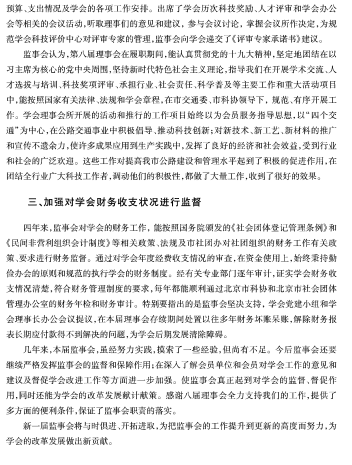 预算、支出情况及学会的各项工作安排。出席了学会历次科技奖励、人才评审和学会办公
会等相关的会议活动,听取理事们的意见和建议,参与会议讨论,掌握会议所作决定,为规
范学会科技评价中心对评审专家的管理,监事会向学会递交了《评审专家承诺书》建议。
监事会认为,第八届理事会在履职期间,能认真贯彻党的十九大精神,坚定地团结在以
习主席为核心的党中央周围,坚持新时代特色社会主义理论,指导我们在开展学术交流、人
才选拔与培训、科技奖项评审、承担行业、社会责任、科学普及等主要工作和重大活动项目
中,能按照国家有关法律、法规和学会章程,在市交通委、市科协领导下,规范、有序开展工
作。学会理事会所开展的活动和推行的工作项目始终以为会员服务指导思想,以“四个交
通”为中心,在公路交通事业中积极倡导、推动科技创新;对新技术、新工艺、新材料的推广
和宣传不遗余力,使许多成果应用到生产实践中,发挥了良好的经济和社会效益,受到行业
和社会的广泛欢迎。这些工作对提高我市公路建设和管理水平起到了积极的促进作用,在
团结全行业广大科技工作者,调动他们的积极性,都做了大量工作,收到了很好的效果。
三、加强对学会财务收支状况进行监督
四年来,监事会对学会的财务工作,能按照国务院颁发的《社会团体登记管理条例》和
《民间非营利组织会计制度》等相关政策、法规及市社团办对社团组织的财务工作有关政
策、要求进行财务监督。通过对学会年度经费收支情况的审查,在资金使用上,始终秉持勤
俭办会的原则和规范的执行学会的财务制度。经有关专业部门逐年审计,证实学会财务收
支情况清楚,符合财务管理制度的要求,每年都能顺利通过北京市科协和北京市社会团体
管理办公室的财务年检和财务审计。特别要指出的是监事会坚决支持,学会党建小组和学
会理事长办公会议提议,在本届理事会存续期间处置以往多年财务坏账呆账,解除财务报
表长期应付款得不到解决的问题,为学会后期发展清除障碍。
几年来,本届监事会,虽经努力实践,摸索了一些经验,但尚有不足。今后监事会还要
继续严格发挥监事会的监督和保障作用;在深入了解会员单位和会员对学会工作的意见和
建议及督促学会改进工作等方面进一步加强。使监事会真正起到对学会的监督、督促作
用,同时还能为学会的改革发展献计献策。感谢八届理事会全力支持我们的工作,提供了
多方面的便利条件,保证了监事会职责的落实。
新一届监事会将与时俱进、开拓进取,为把监事会的工作提升到更新的高度而努力,为
学会的改革发展做出新贡献。